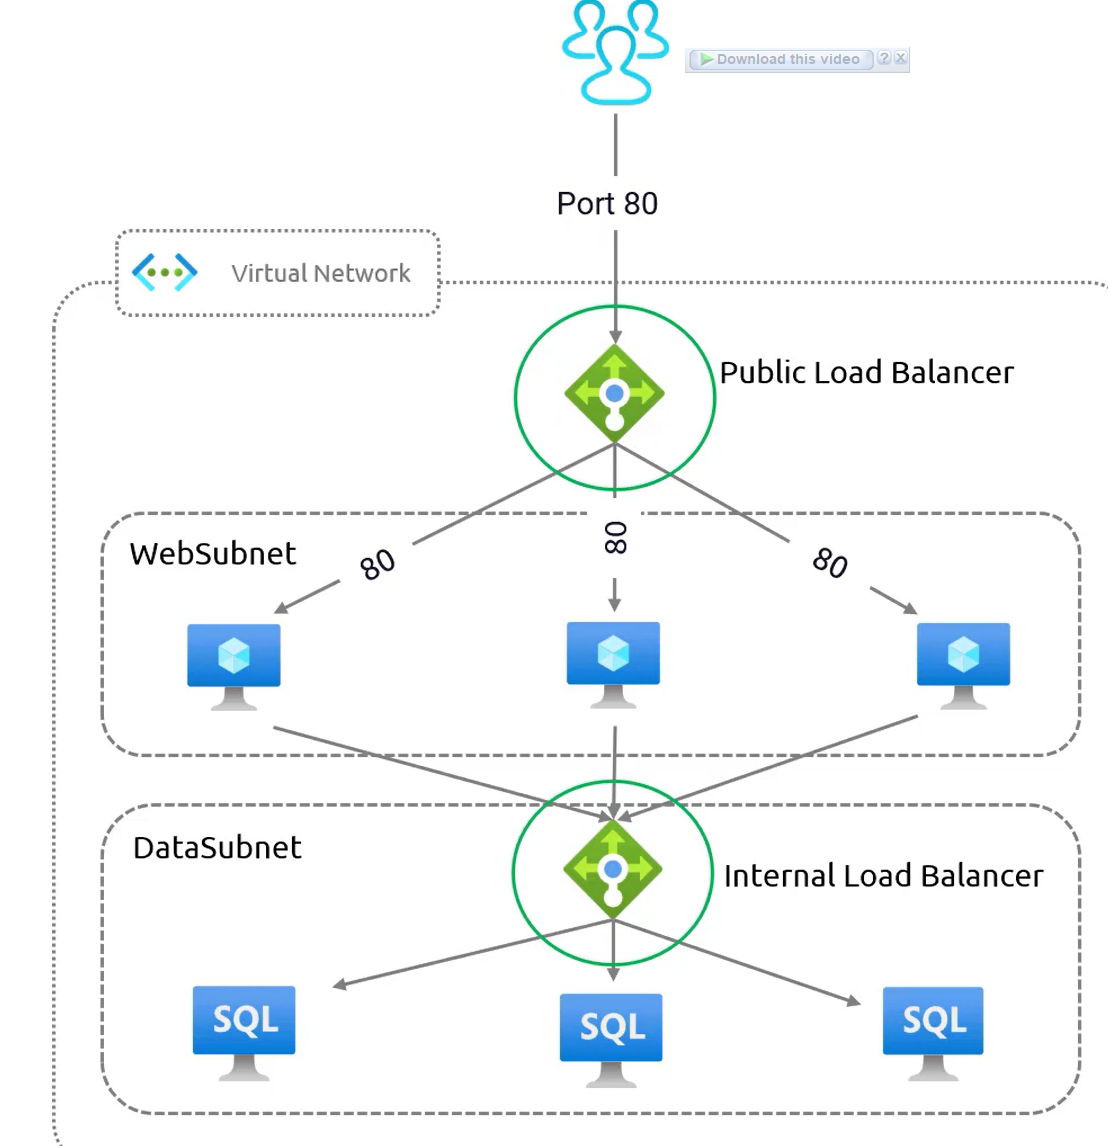 Download this video
?
x
Port 80
Virtual Network
Public Load Balancer
WebSubnet
80
80
80
DataSubnet
Internal Load Balancer
SQL
SQL
SQL